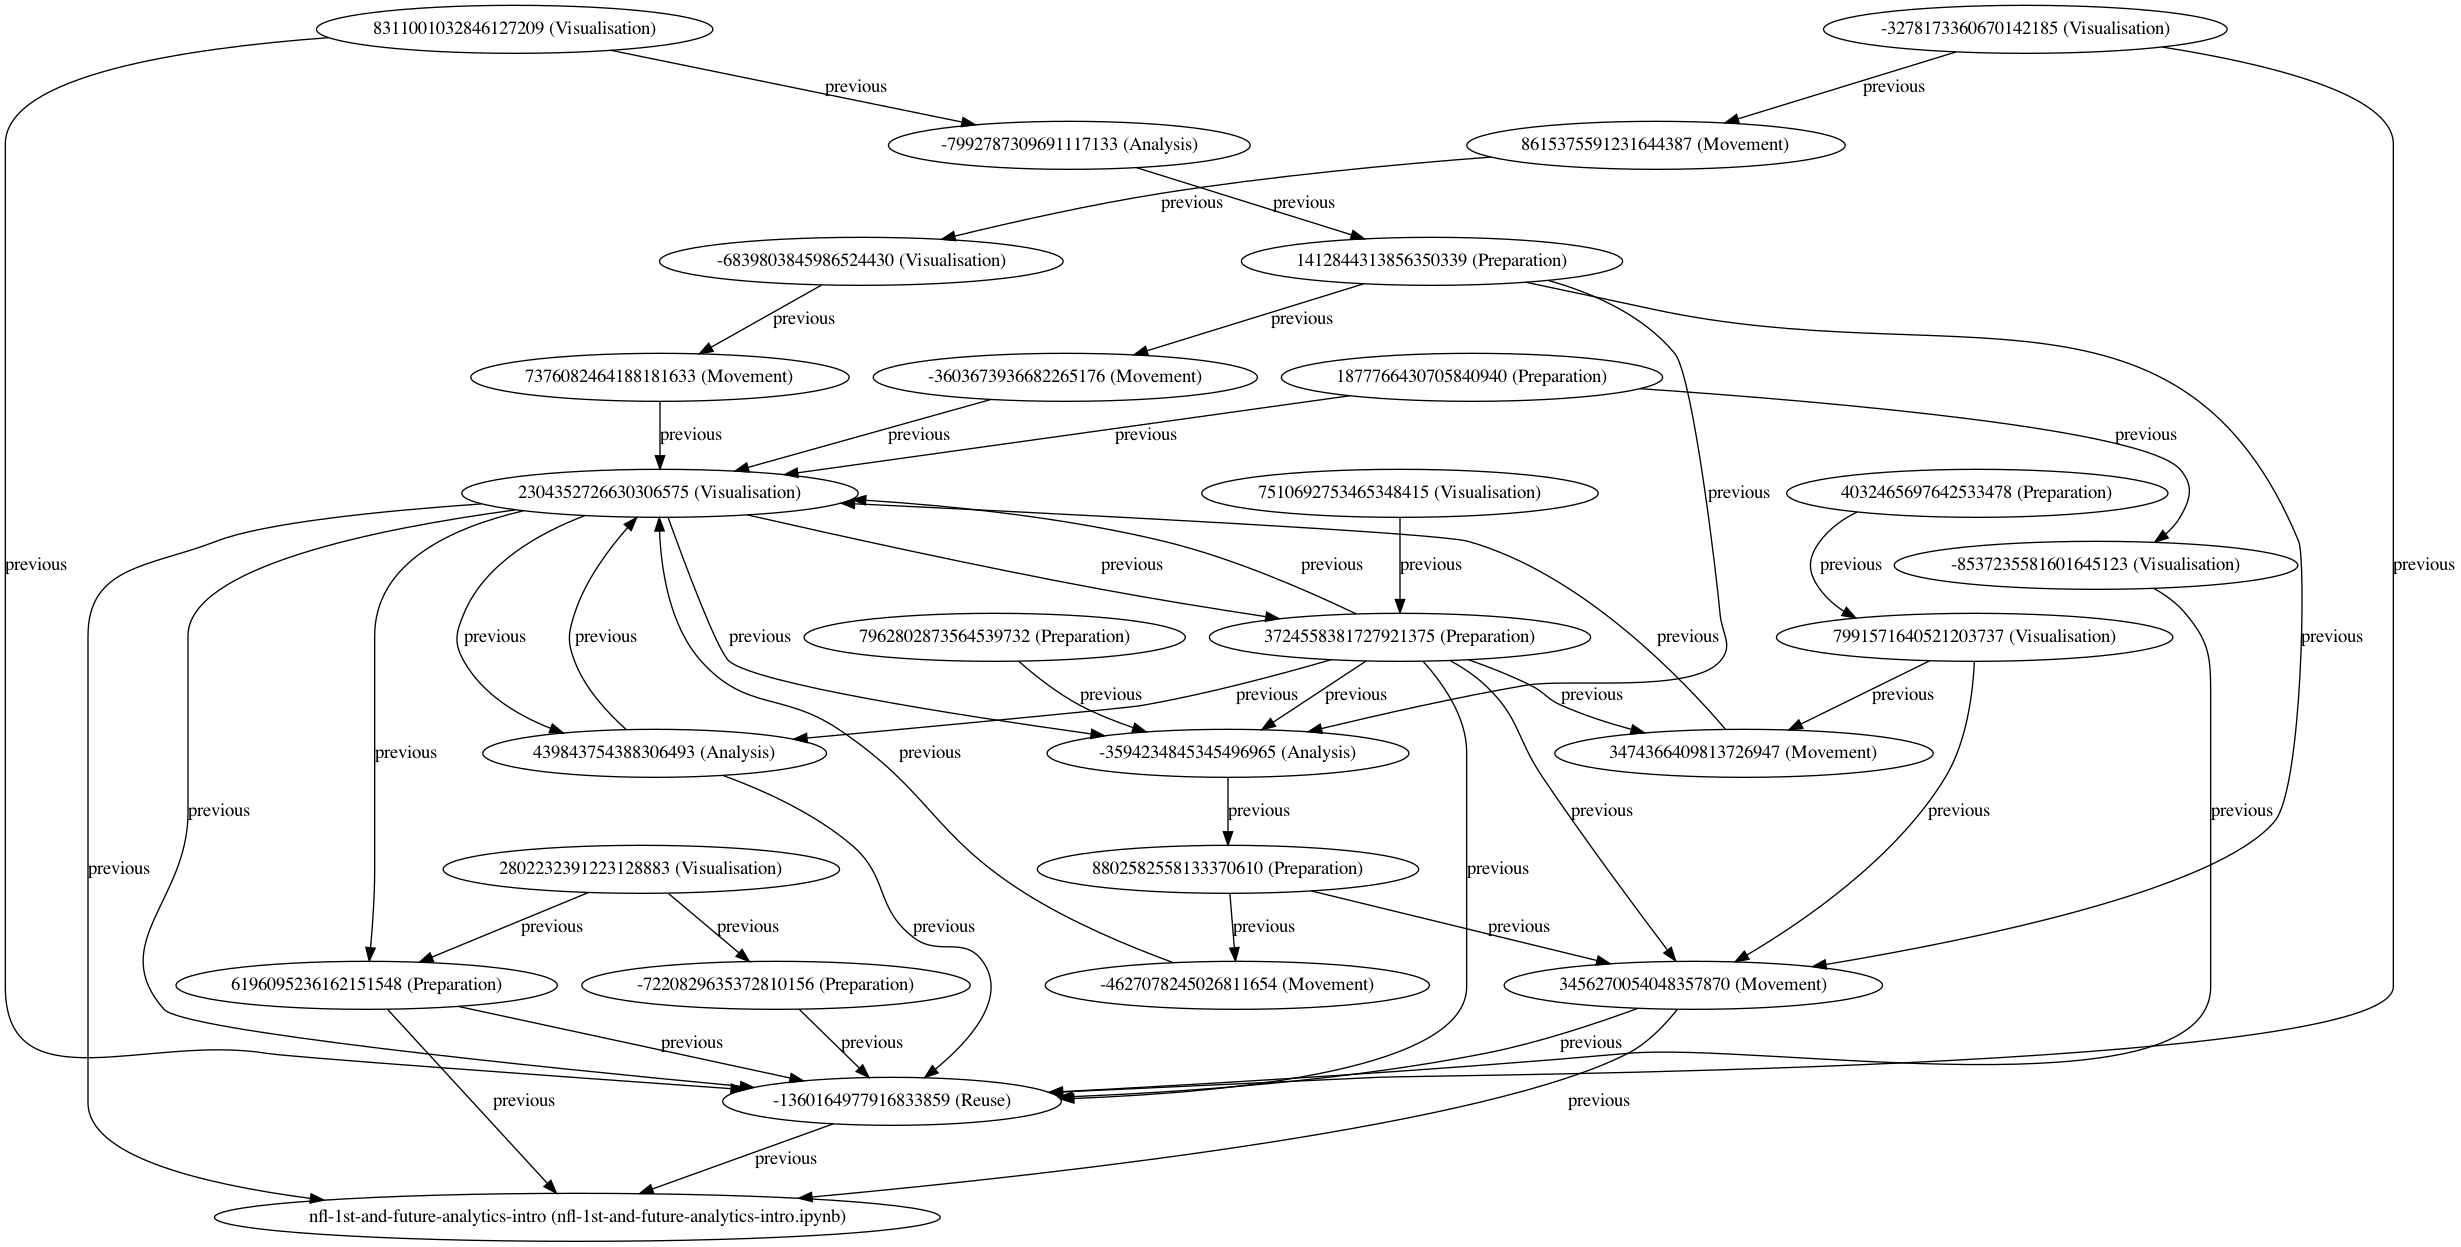 8311001032846127209 (Visualisation)
-3278173360670142185 (Visualisation)
previous
previous
-7992787309691117133 (Analysis)
8615375591231644387 (Movement)
previous
previous
-6839803845986524430 (Visualisation)
1412844313856350339 (Preparation)
previous
previous
7376082464188181633 (Movement)
-3603673936682265176 (Movement)
1877766430705840940 (Preparation)
previous
previous
previous
previous
2304352726630306575 (Visualisation)
7510692753465348415 (Visualisation)
previous
4032465697642533478 (Preparation)
previous
previous
previous
previous
previous
-8537235581601645123 (Visualisation)
previous
previous
previous
previous
7962802873564539732 (Preparation)
3724558381727921375 (Preparation)
previous
7991571640521203737 (Visualisation)
previous
previous
previous
previous
previous
previous
previous
439843754388306493 (Analysis)
previous
-3594234845345496965 (Analysis)
3474366409813726947 (Movement)
previous
previous
previous
previous
previous
previous
2802232391223128883 (Visualisation)
8802582558133370610 (Preparation)
previous
previous
previous
previous
previous
previous
6196095236162151548 (Preparation)
-7220829635372810156 (Preparation)
-4627078245026811654 (Movement)
3456270054048357870 (Movement)
previous
previous
previous
previous
-1360164977916833859 (Reuse)
previous
previous
nfl-1st-and-future-analytics-intro (nfl-1st-and-future-analytics-intro.ipynb)